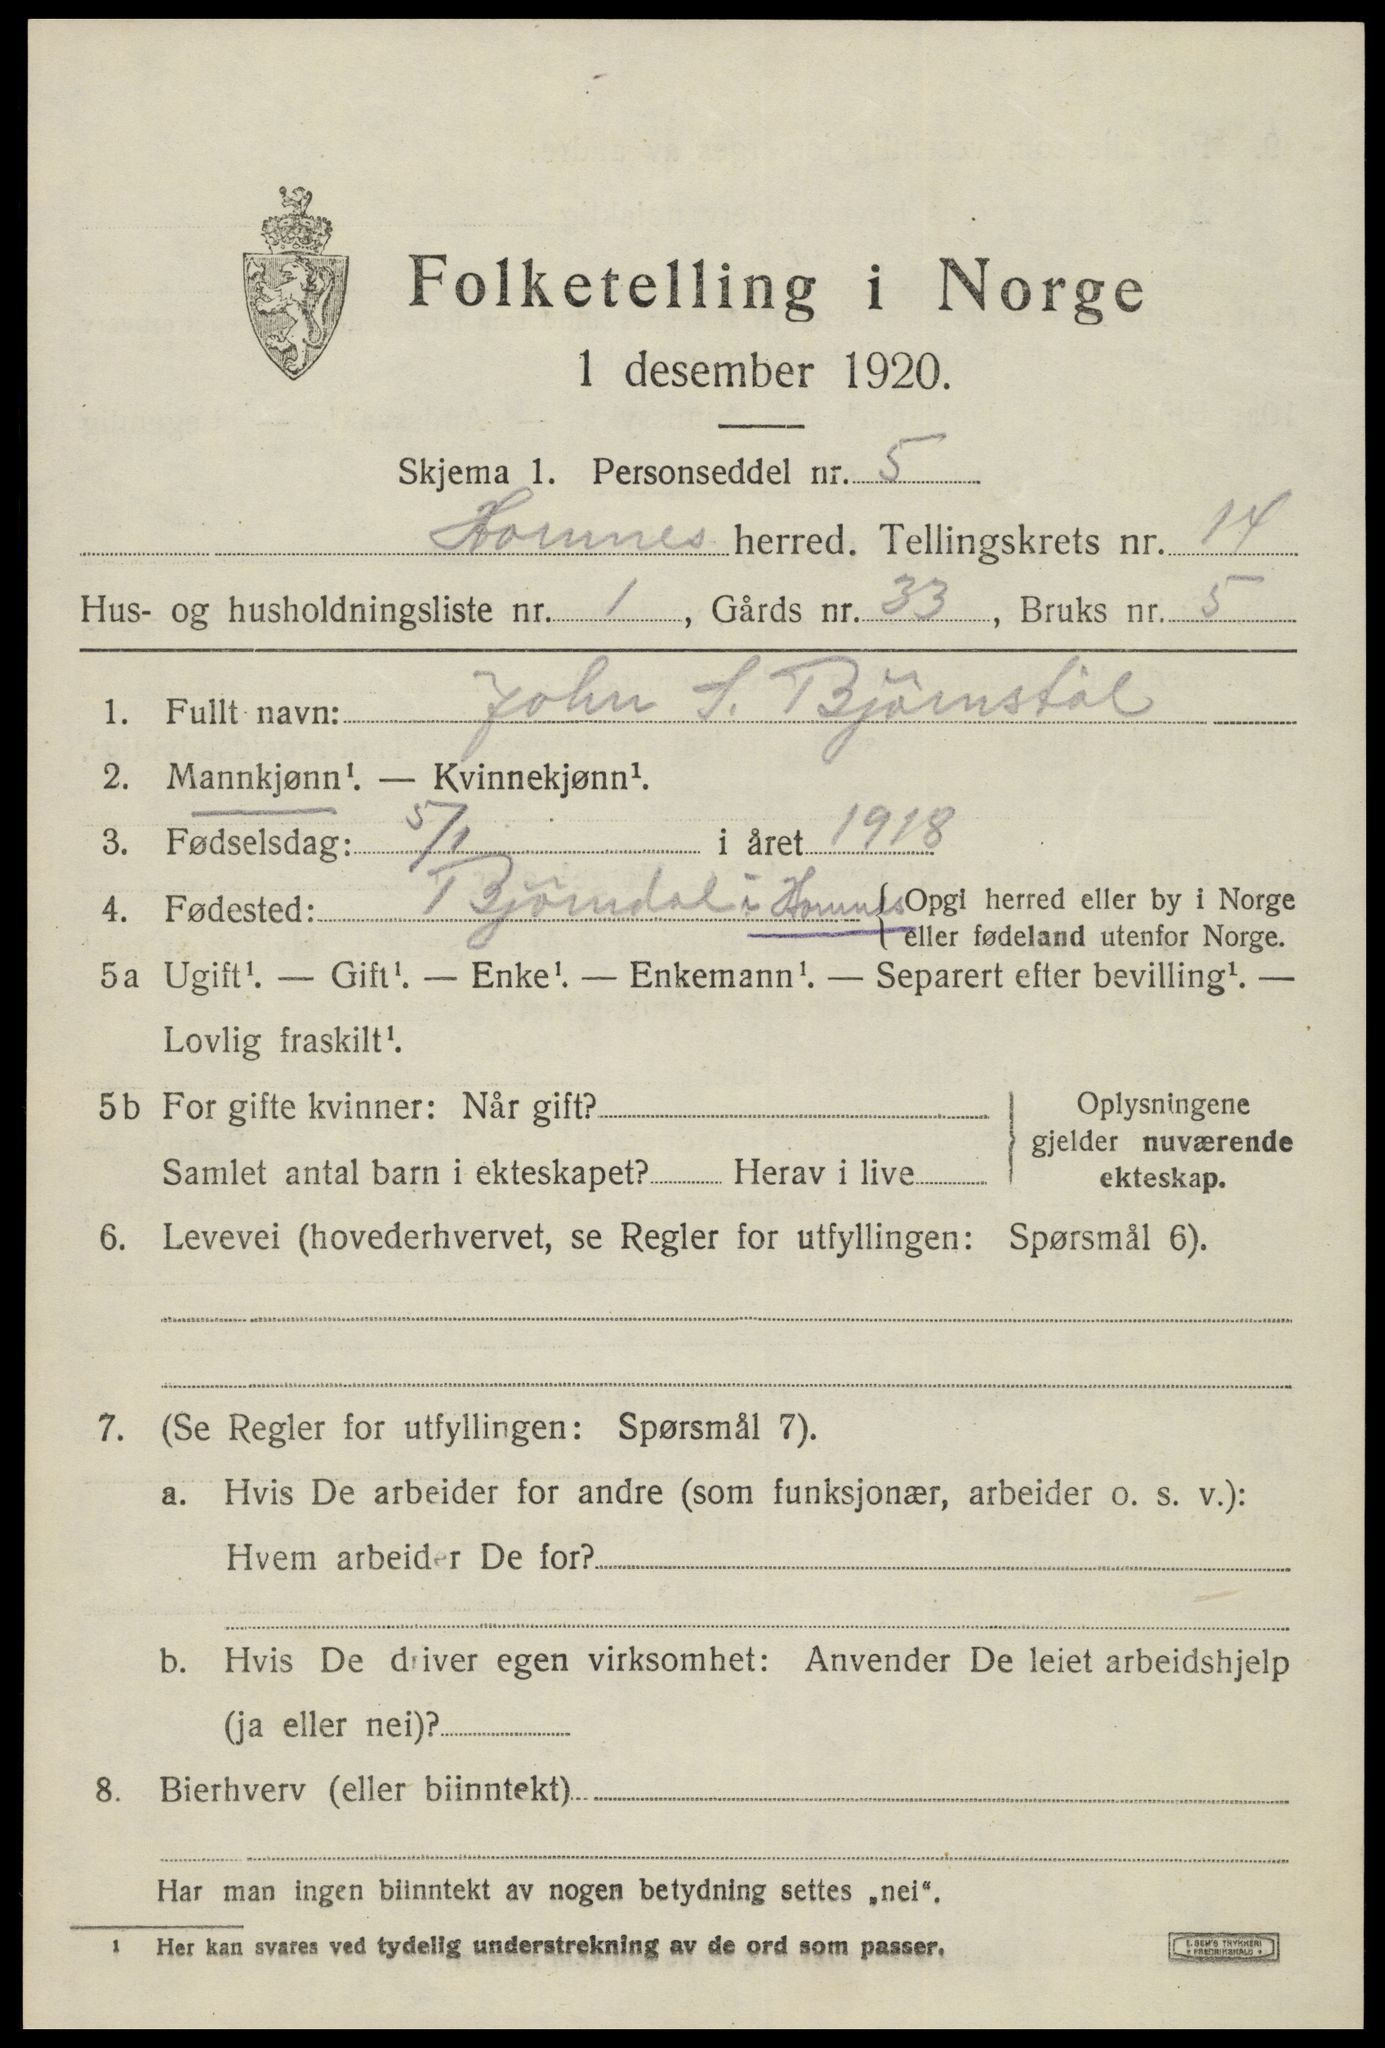 Folketelling i Norge
1 desember 1920.
Skjema 1. Personseddel nr. 5
Hornnes herred. Tellingskrets nr. 14
Hus- og husholdningsliste nr. 1, Gårds nr. 33, Bruks nr. 5
1. Fullt navn: John S. Björnstöl
2. Mannkjønn¹. — Kvinnekjønn¹.
3. Fødselsdag: 5/1 i året 1918
4. Fødested: Björndal i Hornnes { Opgi herred eller by i Norge
eller fødeland utenfor Norge.
5a Ugift¹. — Gift¹. — Enke¹. — Enkemann¹. — Separert efter bevilling¹. —
Lovlig fraskilt¹.
5b For gifte kvinner: Når gift?
Samlet antal barn i ekteskapet? Herav i live
} Oplysningene
gjelder nuværende
ekteskap.
6. Levevei (hovederhvervet, se Regler for utfyllingen: Spørsmål 6).
7. (Se Regler for utfyllingen: Spørsmål 7).
a. Hvis De arbeider for andre (som funksjonær, arbeider o. s. v.):
Hvem arbeider De for?
b. Hvis De driver egen virksomhet: Anvender De leiet arbeidshjelp
(ja eller nei)?
8. Bierhverv (eller biinntekt)
Har man ingen biinntekt av nogen betydning settes „nei“.
¹ Her kan svares ved tydelig understrekning av de ord som passer.
E. SEM'S TRYKKERI
FREDRIKSHALD